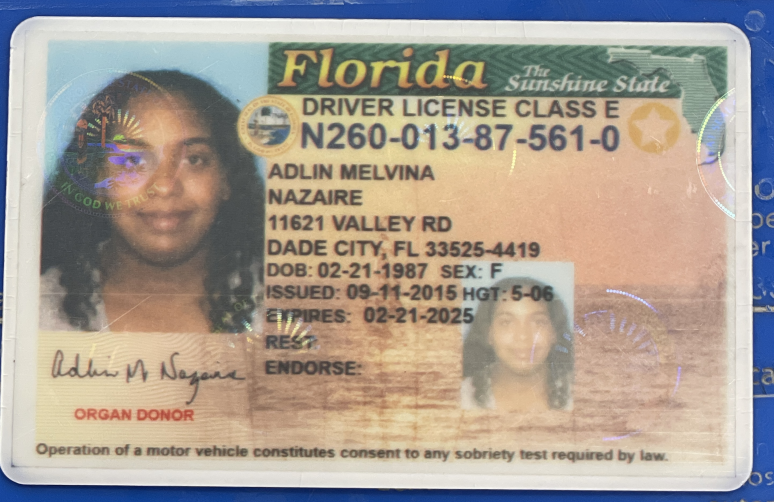 Florida The Sunshine State
DRIVER LICENSE CLASS E
N260-013-87-561-0
ADLIN MELVINA
NAZAIRE
11621 VALLEY RD
DADE CITY, FL 33525-4419
DOB: 02-21-1987 SEX: F
ISSUED: 09-11-2015 HGT: 5-06
EXPIRES: 02-21-2025
REST:
ENDORSE:
IN GOD WE TRUST
Adlin M Nazaire
ORGAN DONOR
Operation of a motor vehicle constitutes consent to any sobriety test required by law.